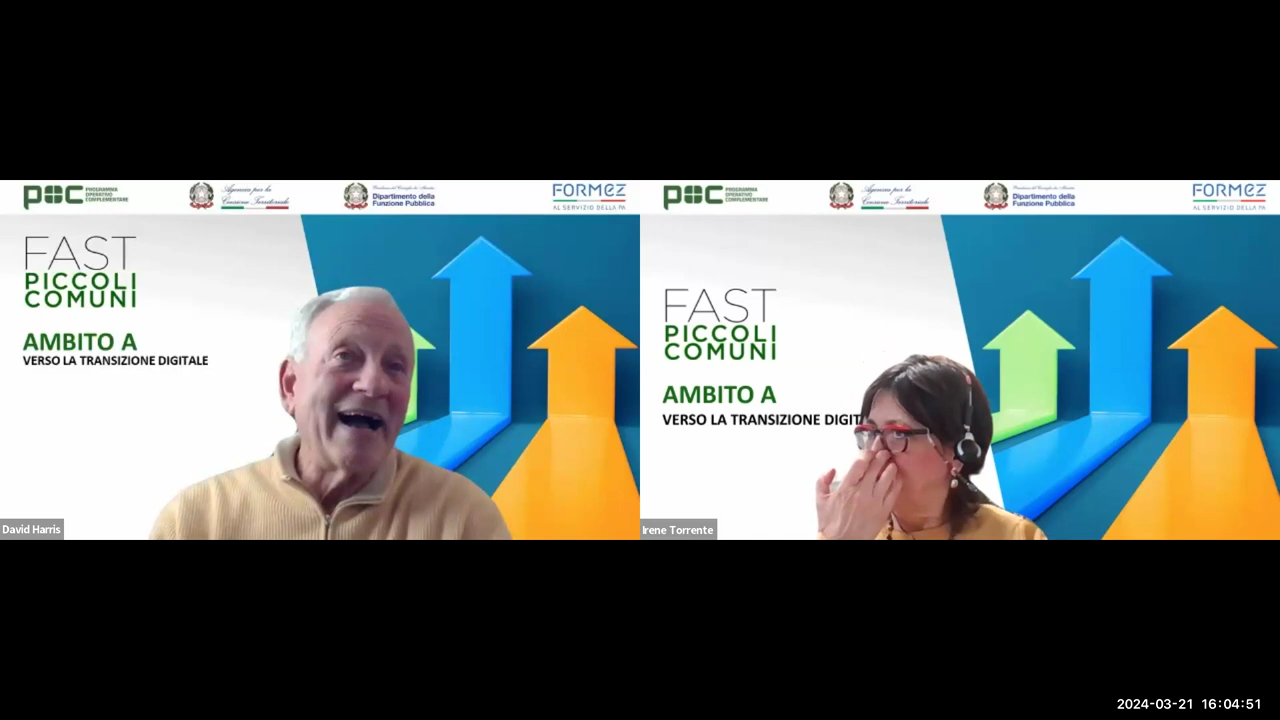 POC PROGRAMMA
OPERATIVO
COMPLEMENTARE
Agenzia per la
Coesione Territoriale
Dipartimento della
Funzione Pubblica
FORMEZ
AL SERVIZIO DELLA PA
FAST
PICCOLI
COMUNI
AMBITO A
VERSO LA TRANSIZIONE DIGITALE
David Harris
POC PROGRAMMA
OPERATIVO
COMPLEMENTARE
Agenzia per la
Coesione Territoriale
Dipartimento della
Funzione Pubblica
FORMEZ
AL SERVIZIO DELLA PA
FAST
PICCOLI
COMUNI
AMBITO A
VERSO LA TRANSIZIONE DIGIT
Irene Torrente
2024-03-21 16:04:51